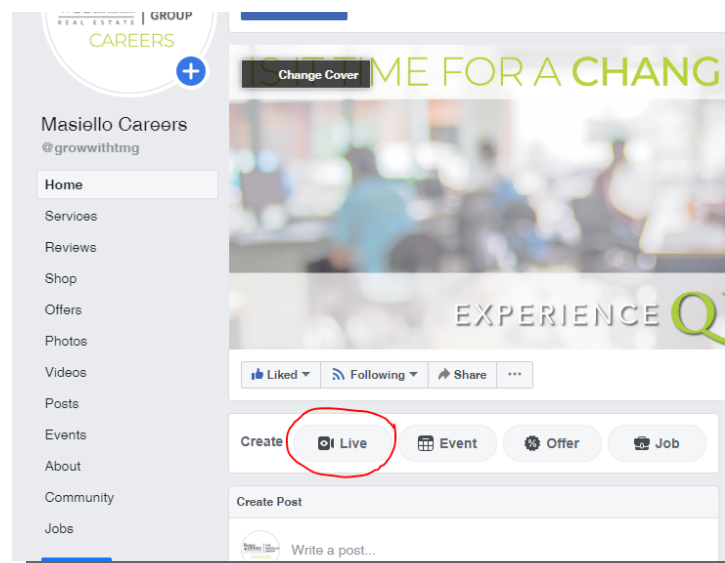 REAL ESTATE GROUP
CAREERS
Masiello Careers
@growwithtmg
Home
Services
Reviews
Shop
Offers
Photos
Videos
Posts
Events
About
Community
Jobs
Change Cover
IS IT TIME FOR A CHANG
EXPERIENCE
Liked Following Share ...
Create Live Event Offer Job
Create Post
Write a post...